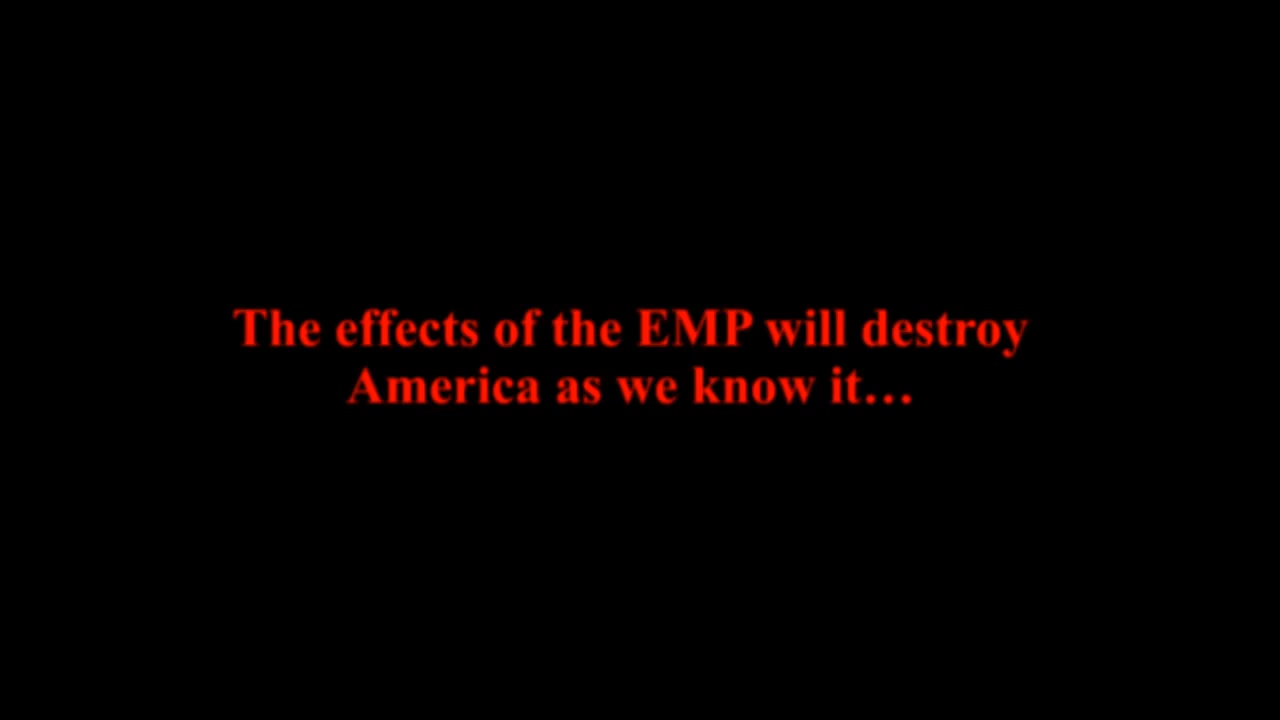 The effects of the EMP will destroy
America as we know it…